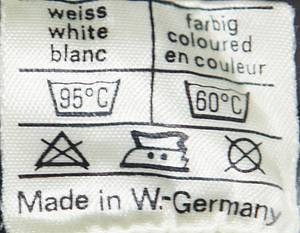 weiss
white
blanc
farbig
coloured
en couleur
95°C
60°C
Made in W.-Germany